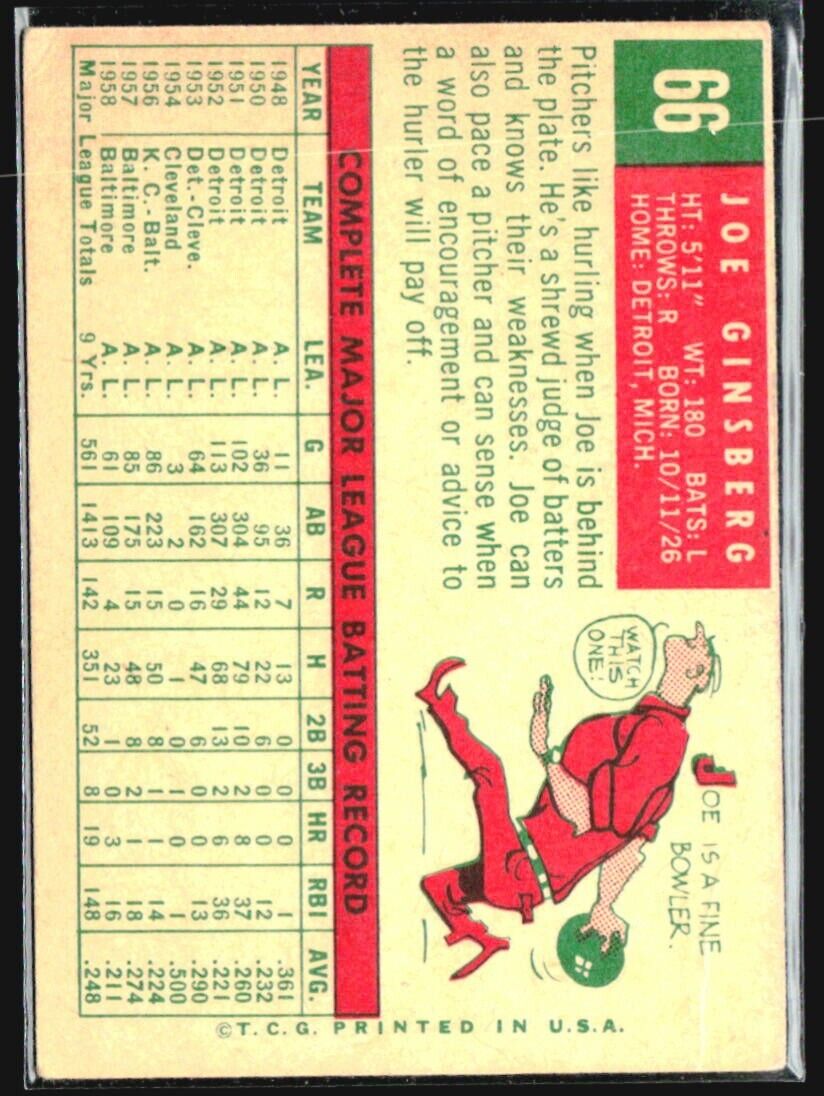 66
JOE GINSBERG
HT: 5'11" WT: 180 BATS: L
THROWS: R BORN: 10/11/26
HOME: DETROIT, MICH.
Pitchers like hurling when Joe is behind
the plate. He's a shrewd judge of batters
and knows their weaknesses. Joe can
also pace a pitcher and can sense when
a word of encouragement or advice to
the hurler will pay off.
JOE IS A FINE
BOWLER.
WATCH
THIS
ONE!
COMPLETE MAJOR LEAGUE BATTING RECORD
YEAR TEAM LEA. G AB R H 2B 3B HR RBI AVG.
1948 Detroit A. L. 11 36 7 13 0 0 0 1 .361
1950 Detroit A. L. 36 95 12 22 6 0 0 12 .232
1951 Detroit A. L. 102 304 44 79 10 2 8 37 .260
1952 Detroit A. L. 113 307 29 68 13 2 6 36 .221
1953 Det.-Cleve. A. L. 64 162 16 47 6 0 0 13 .290
1954 Cleveland A. L. 3 2 0 1 0 1 0 1 .500
1956 K. C.-Balt. A. L. 86 223 15 50 8 1 1 14 .224
1957 Baltimore A. L. 85 175 15 48 8 2 1 18 .274
1958 Baltimore A. L. 61 109 4 23 1 0 3 16 .211
Major League Totals 9 Yrs. 561 1413 142 351 52 8 19 148 .248
©T.C.G. PRINTED IN U.S.A.